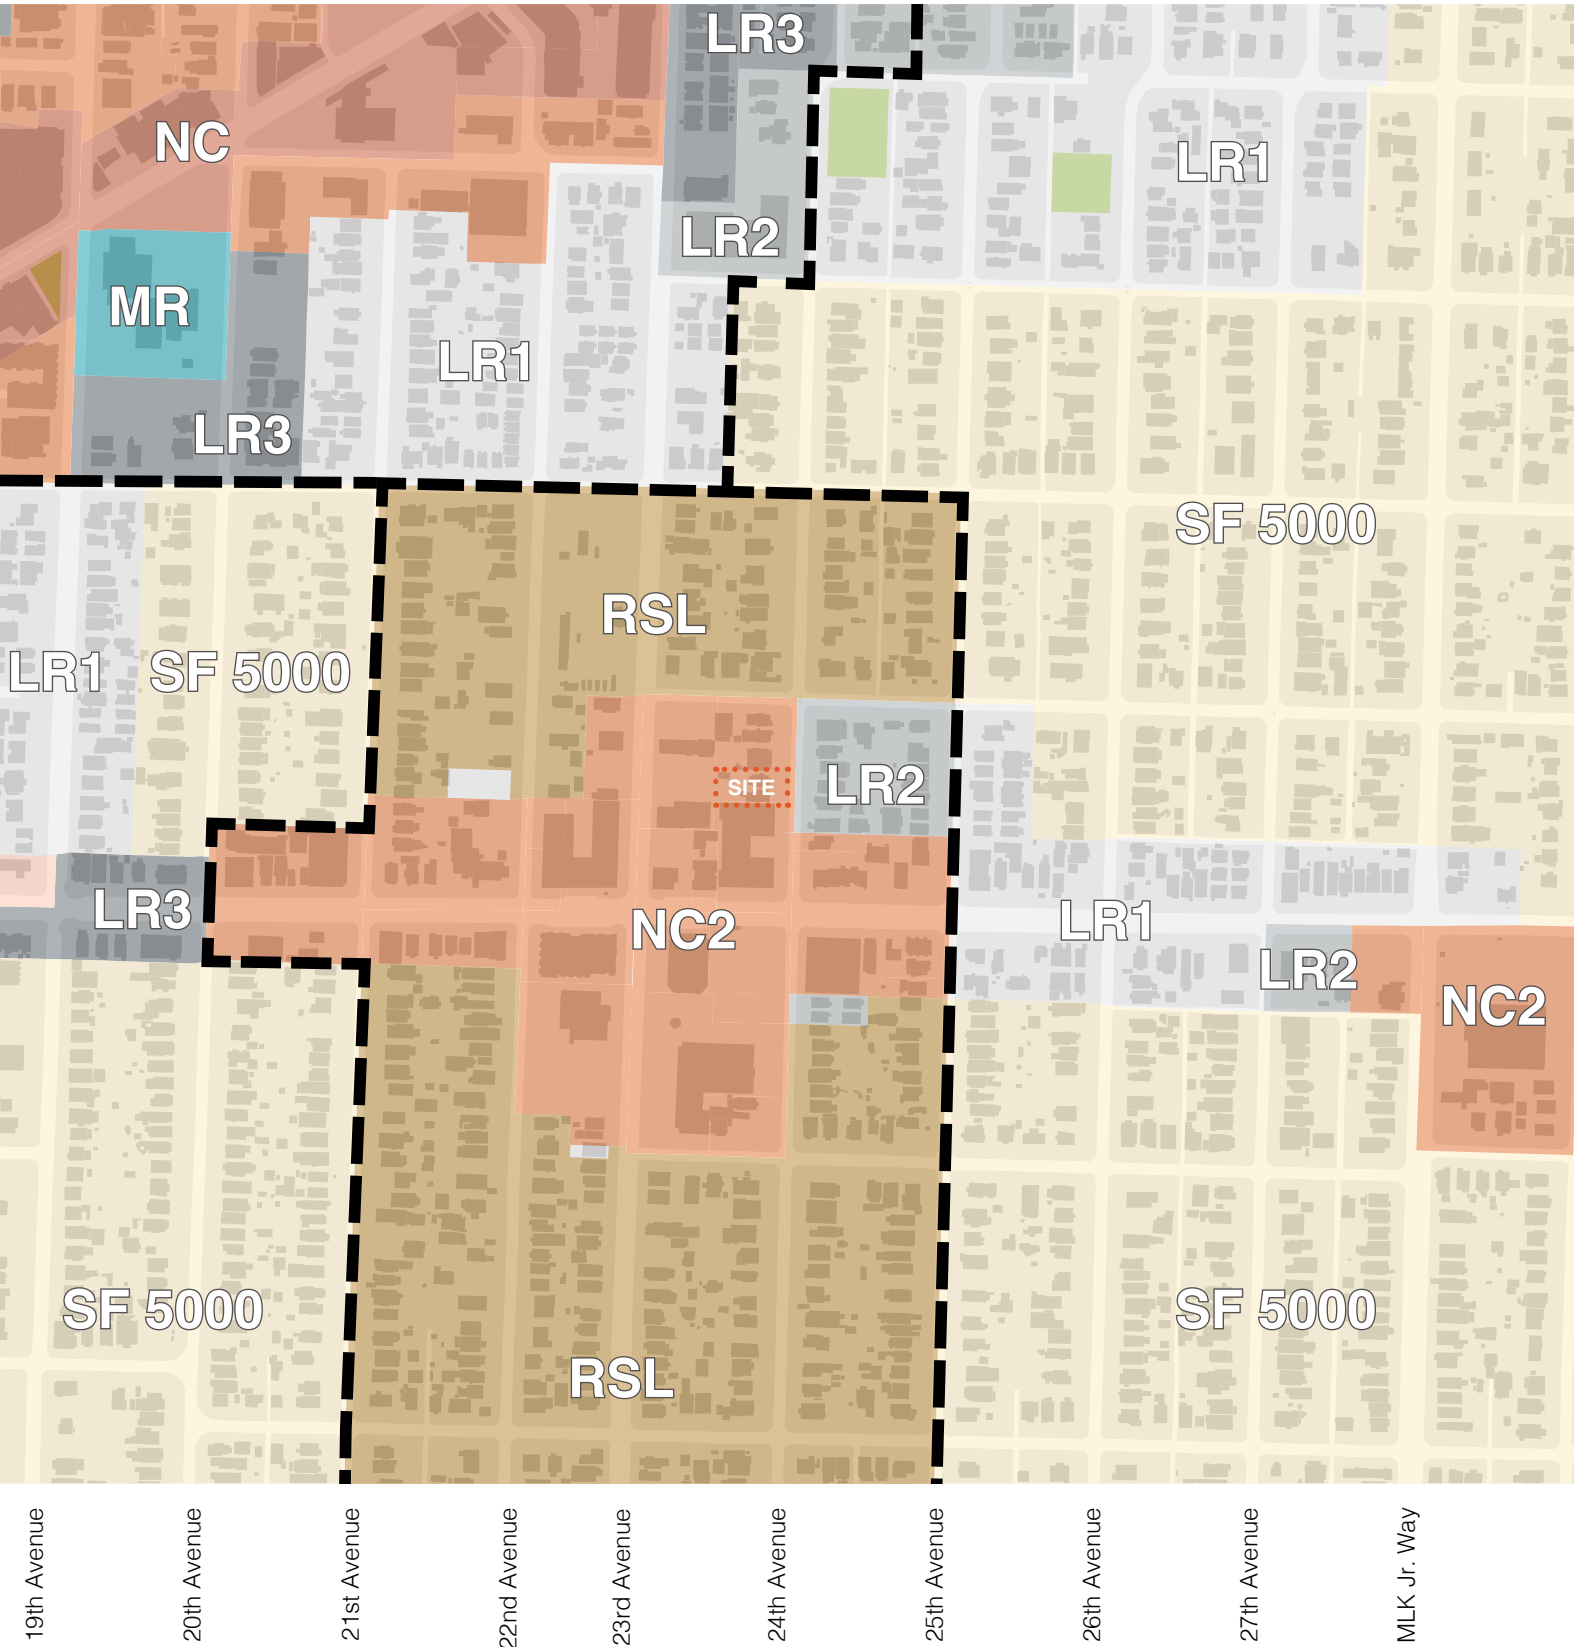 LR3
NC
LR1
LR2
MR
LR1
LR3
SF 5000
RSL
LR1
SF 5000
SITE
LR2
LR3
NC2
LR1
LR2
NC2
SF 5000
SF 5000
RSL
19th Avenue
20th Avenue
21st Avenue
22nd Avenue
23rd Avenue
24th Avenue
25th Avenue
26th Avenue
27th Avenue
MLK Jr. Way